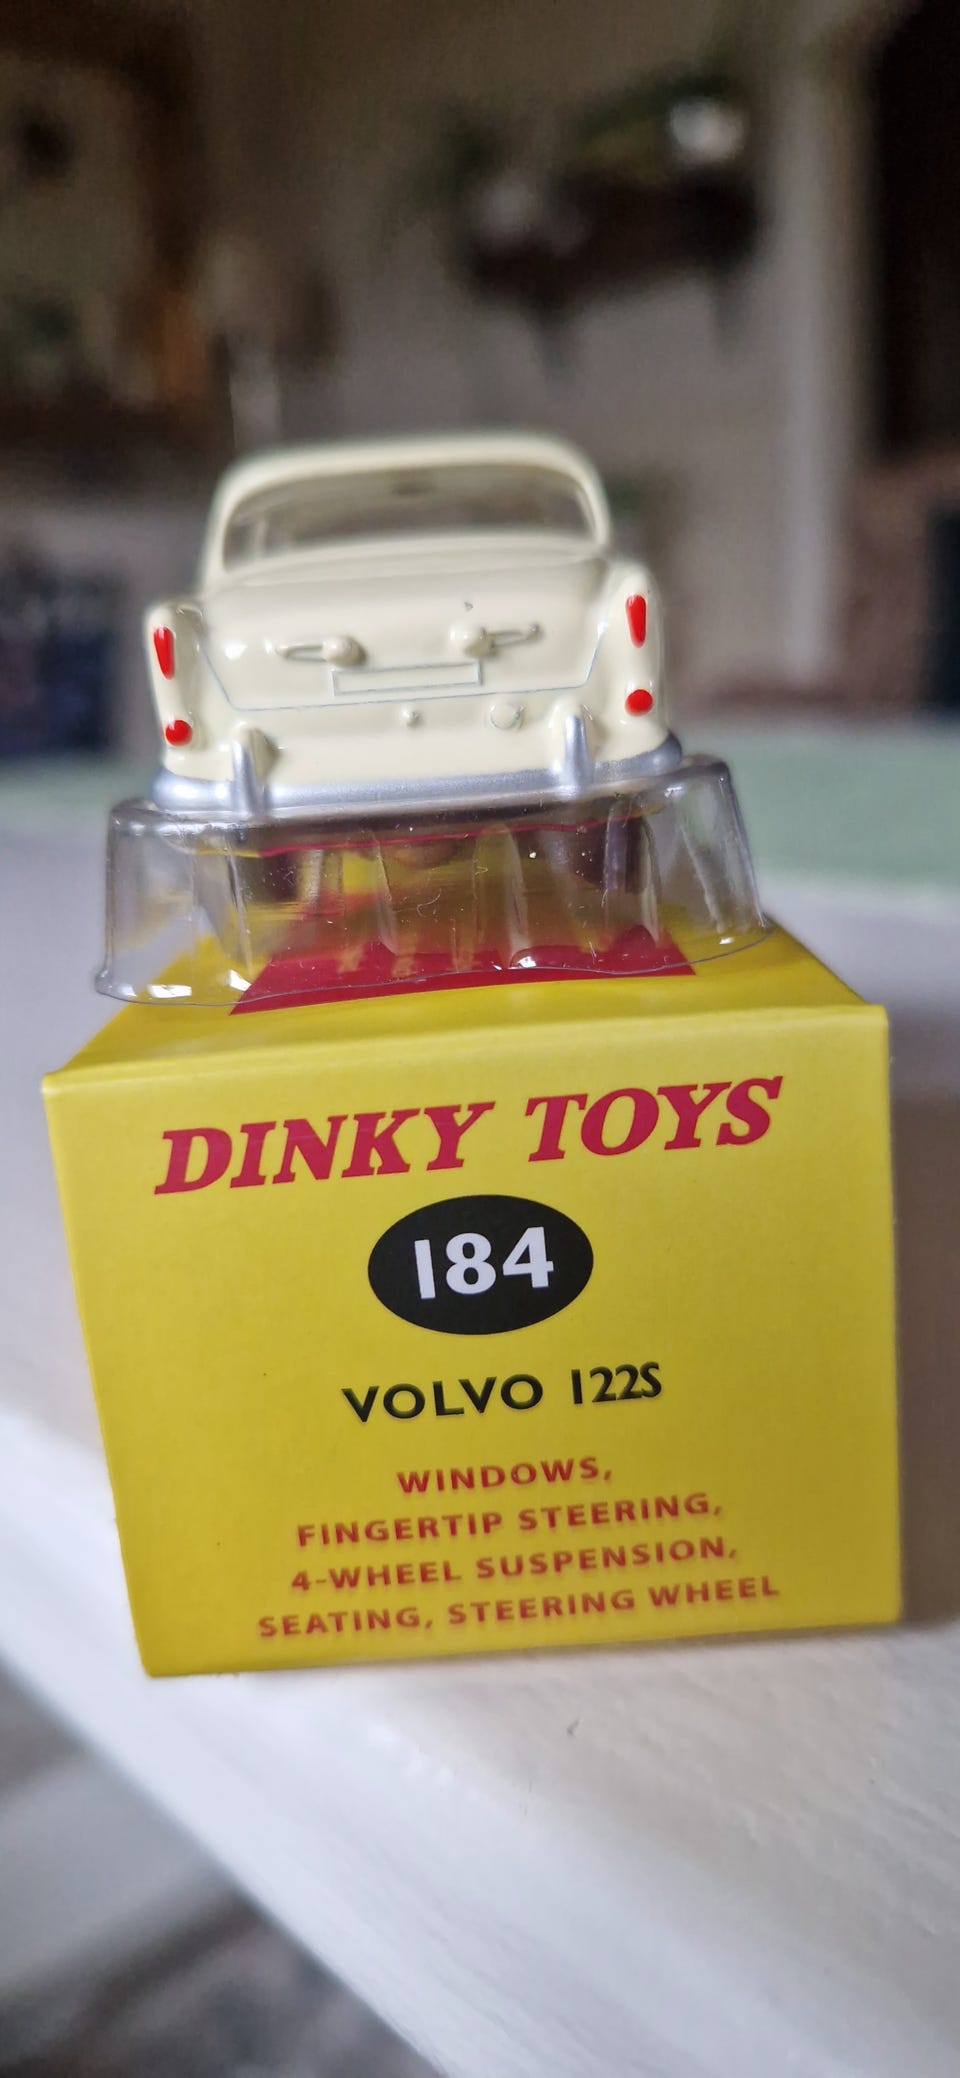 DINKY TOYS
184
VOLVO 122S
WINDOWS,
FINGERTIP STEERING,
4-WHEEL SUSPENSION,
SEATING, STEERING WHEEL